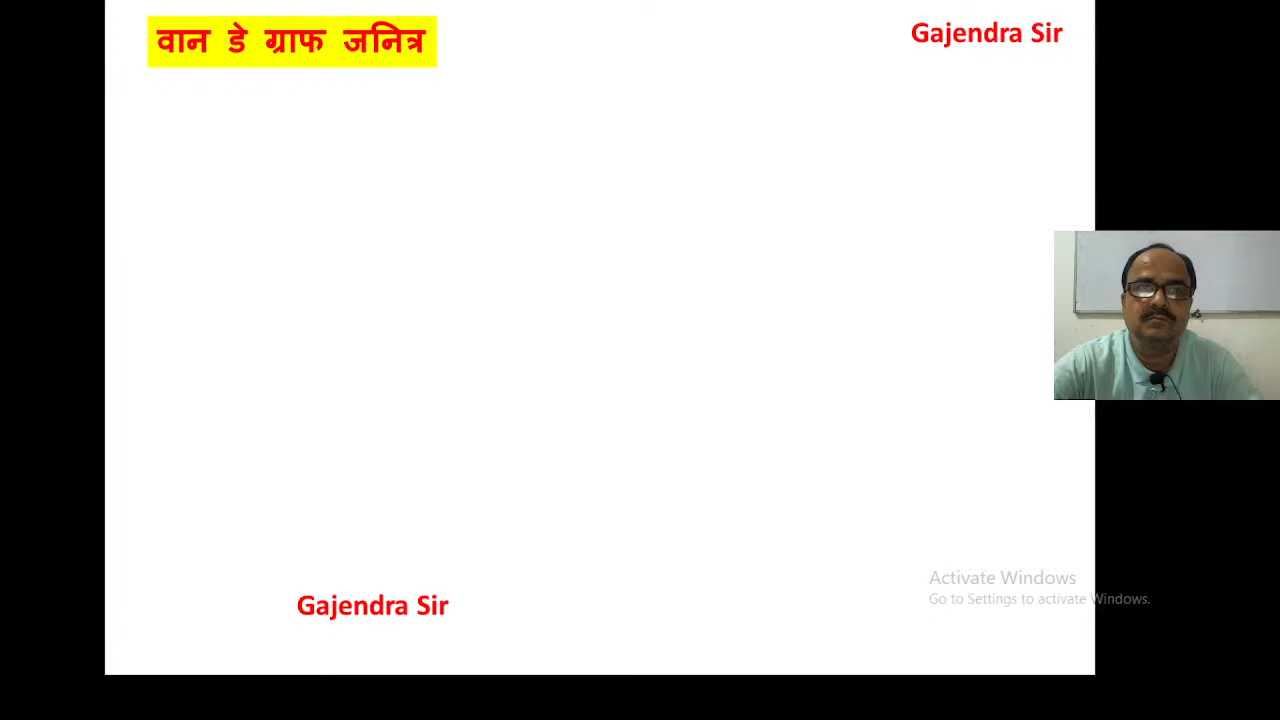 वान डे ग्राफ जनित्र
Gajendra Sir
Gajendra Sir
Activate Windows
Go to Settings to activate Windows.